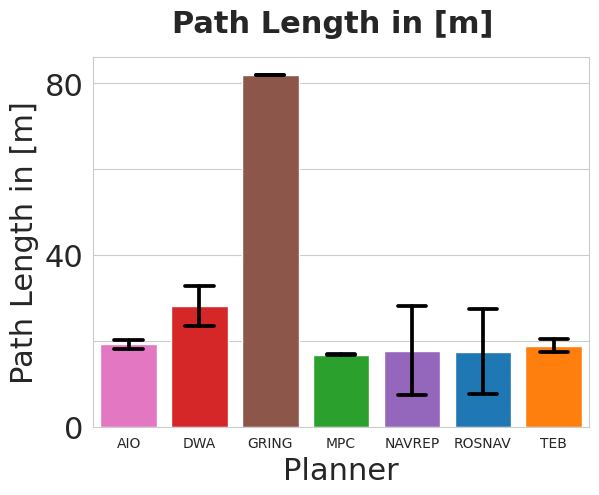 Path Length in [m]
Path Length in [m]
80
40
0
AIO DWA GRING MPC NAVREP ROSNAV TEB
Planner